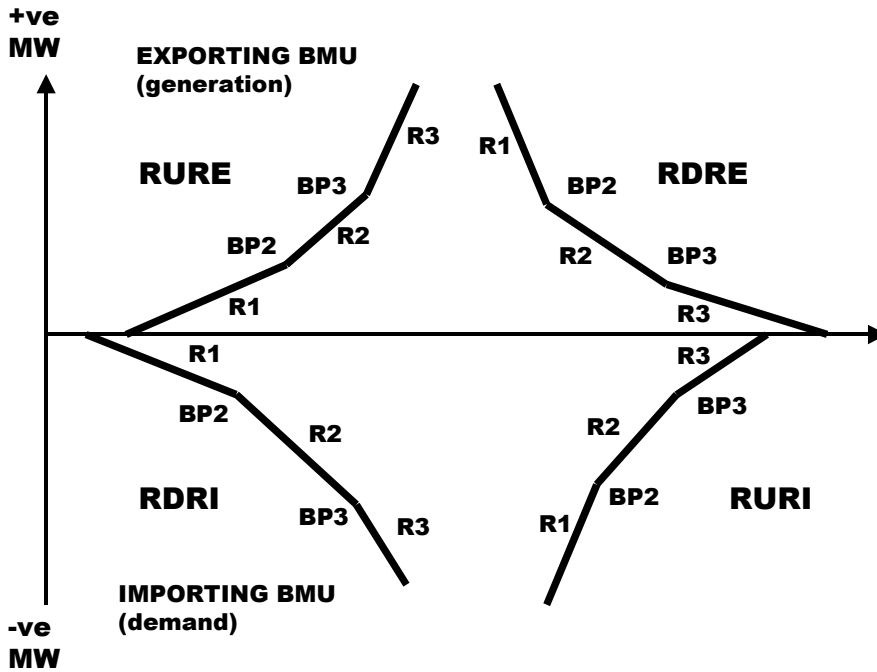 +ve
MW
EXPORTING BMU
(generation)
R3
R1
RURE
BP3
BP2
RDRE
BP2
R2
R2
BP3
R1
R3
R1
R3
BP2
BP3
R2
R2
RDRI
BP3
R3
R1
BP2
RURI
IMPORTING BMU
(demand)
-ve
MW